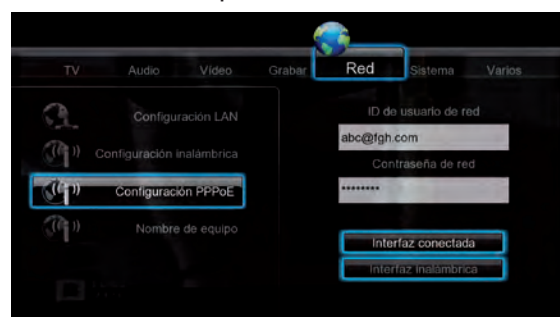 TV Audio Vídeo Grabar Red Sistema Varios
Configuración LAN
Configuración inalámbrica
Configuración PPPoE
Nombre de equipo
ID de usuario de red
abc@fgh.com
Contraseña de red
********
Interfaz conectada
Interfaz inalámbrica